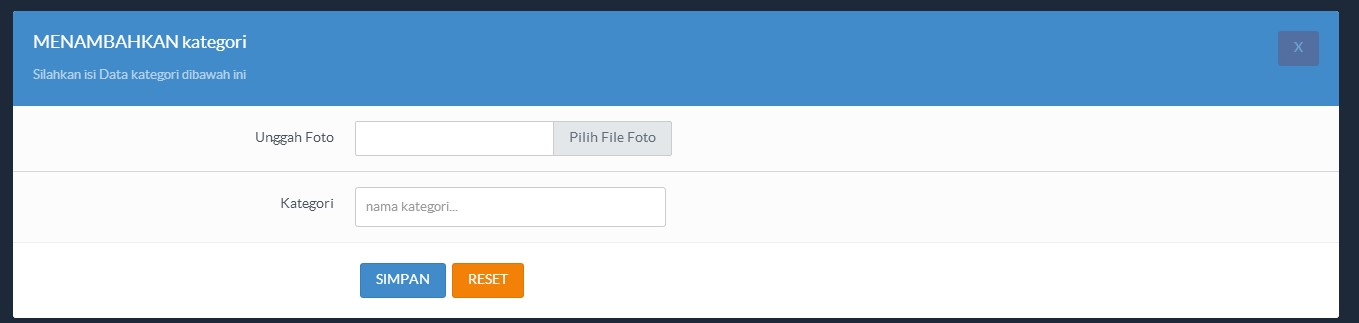 MENAMBAHKAN kategori
X
Silahkan isi Data kategori dibawah ini
Unggah Foto
Pilih File Foto
Kategori
nama kategori...
SIMPAN
RESET